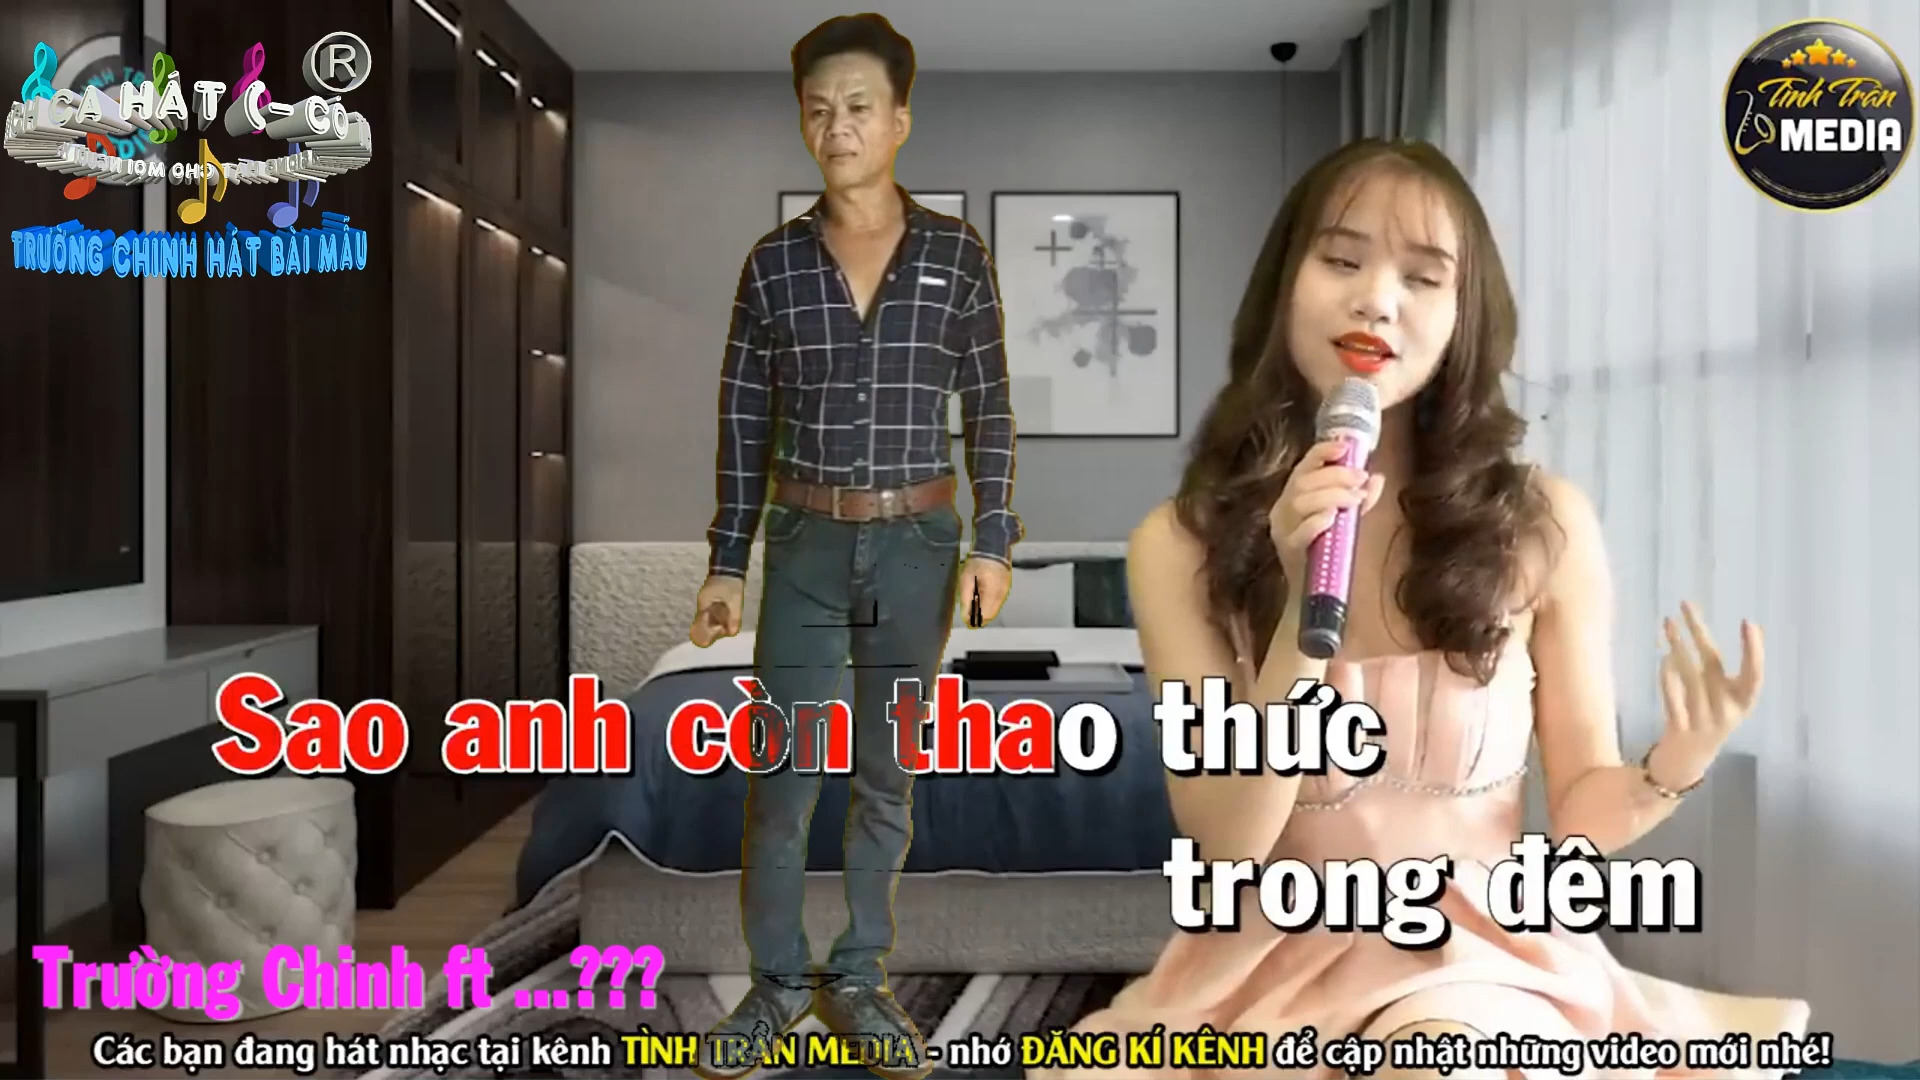 ®
CA HÁT
TRƯỜNG CHINH HÁT BÀI MẪU
Tình Trần
MEDIA
Sao anh còn thao thức
trong đêm
Trường Chinh ft ...???
Các bạn đang hát nhạc tại kênh TÌNH TRẦN MEDIA - nhớ ĐĂNG KÍ KÊNH để cập nhật những video mới nhé!